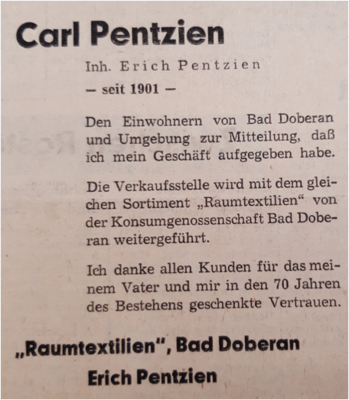 Carl Pentzien
Inh. Erich Pentzien
— seit 1901 —
Den Einwohnern von Bad Doberan
und Umgebung zur Mitteilung, daß
ich mein Geschäft aufgegeben habe.
Die Verkaufsstelle wird mit dem glei-
chen Sortiment „Raumtextilien“ von
der Konsumgenossenschaft Bad Dobe-
ran weitergeführt.
Ich danke allen Kunden für das mei-
nem Vater und mir in den 70 Jahren
des Bestehens geschenkte Vertrauen.
„Raumtextilien“, Bad Doberan
Erich Pentzien